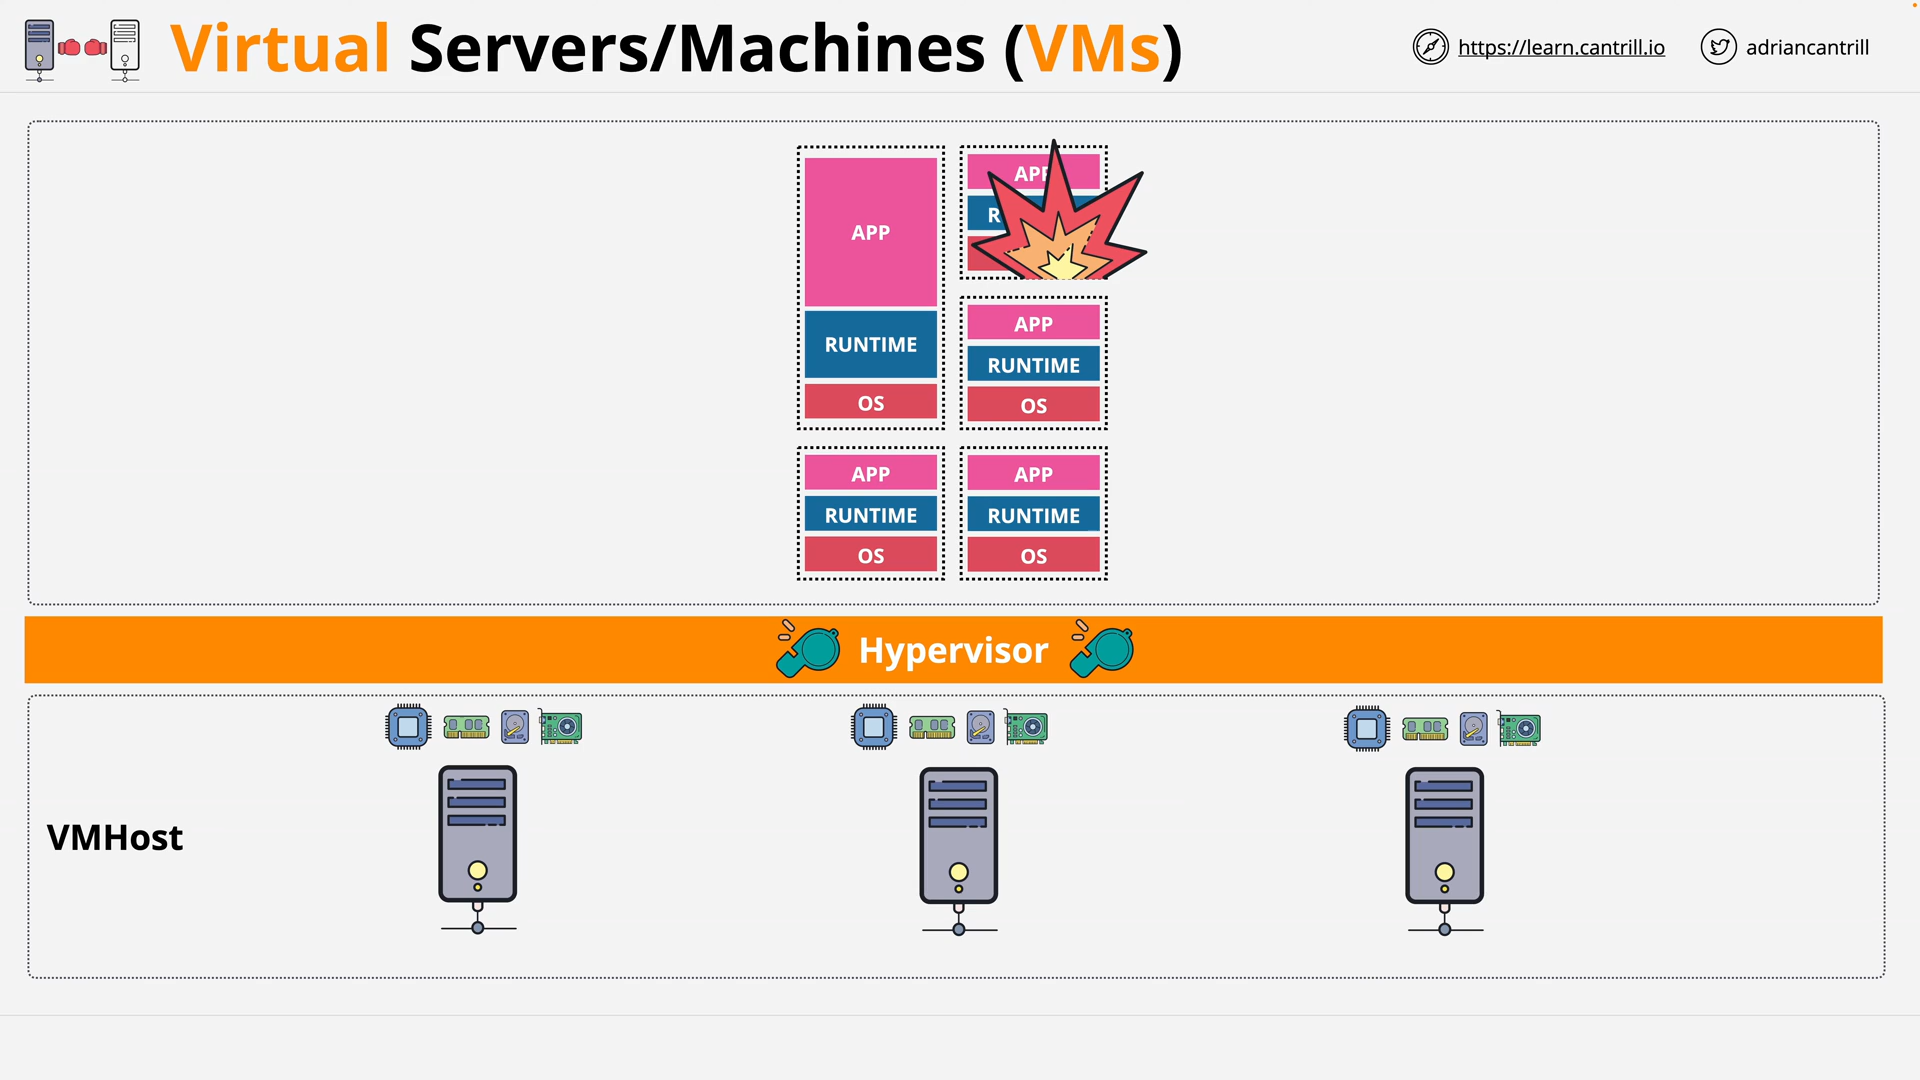 Virtual Servers/Machines (VMs)
https://learn.cantrill.io
adriancantrill
APP
RUNTIME
OS
APP
R
APP
RUNTIME
OS
APP
RUNTIME
OS
APP
RUNTIME
OS
Hypervisor
VMHost